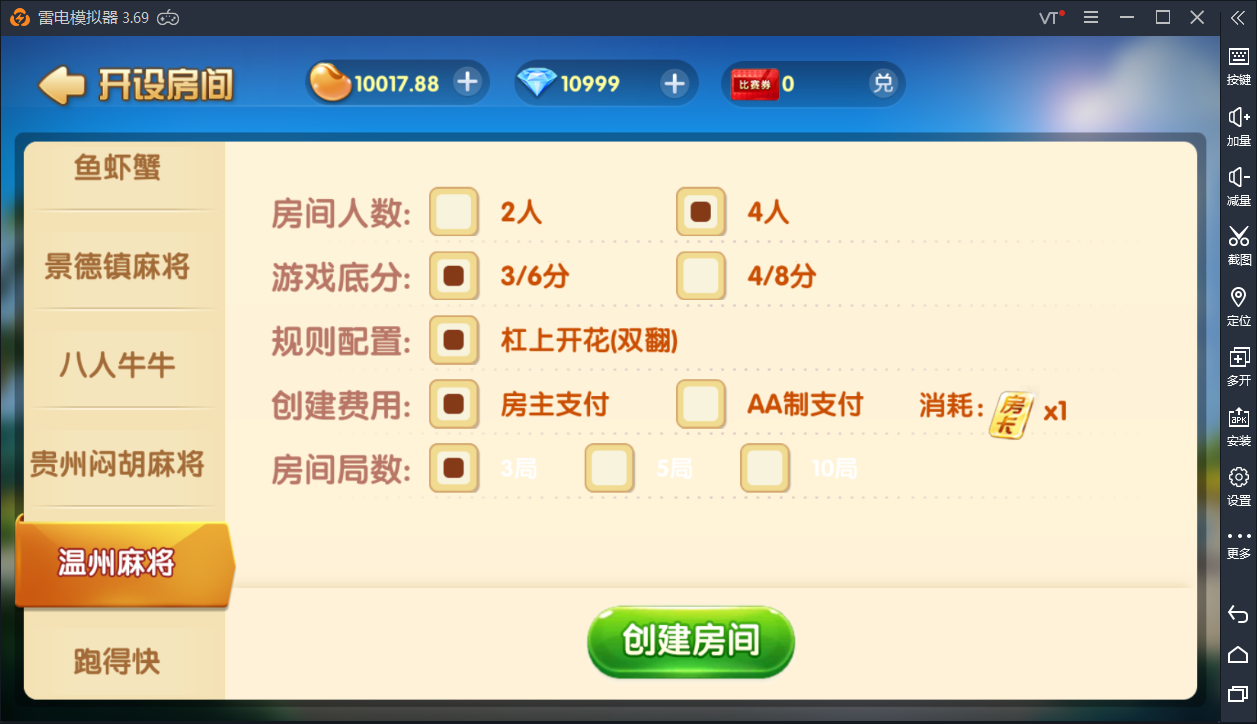 雷电模拟器 3.69
VT
开设房间
10017.88
10999
比赛券
0
兑
鱼虾蟹
景德镇麻将
八人牛牛
贵州闷胡麻将
温州麻将
跑得快
房间人数: 2人 4人
游戏底分: 3/6分 4/8分
规则配置: 杠上开花(双翻)
创建费用: 房主支付 AA制支付 消耗: 房卡 x1
房间局数: 3局 5局 10局
创建房间
按键
加量
减量
截图
定位
多开
APK
安装
设置
更多